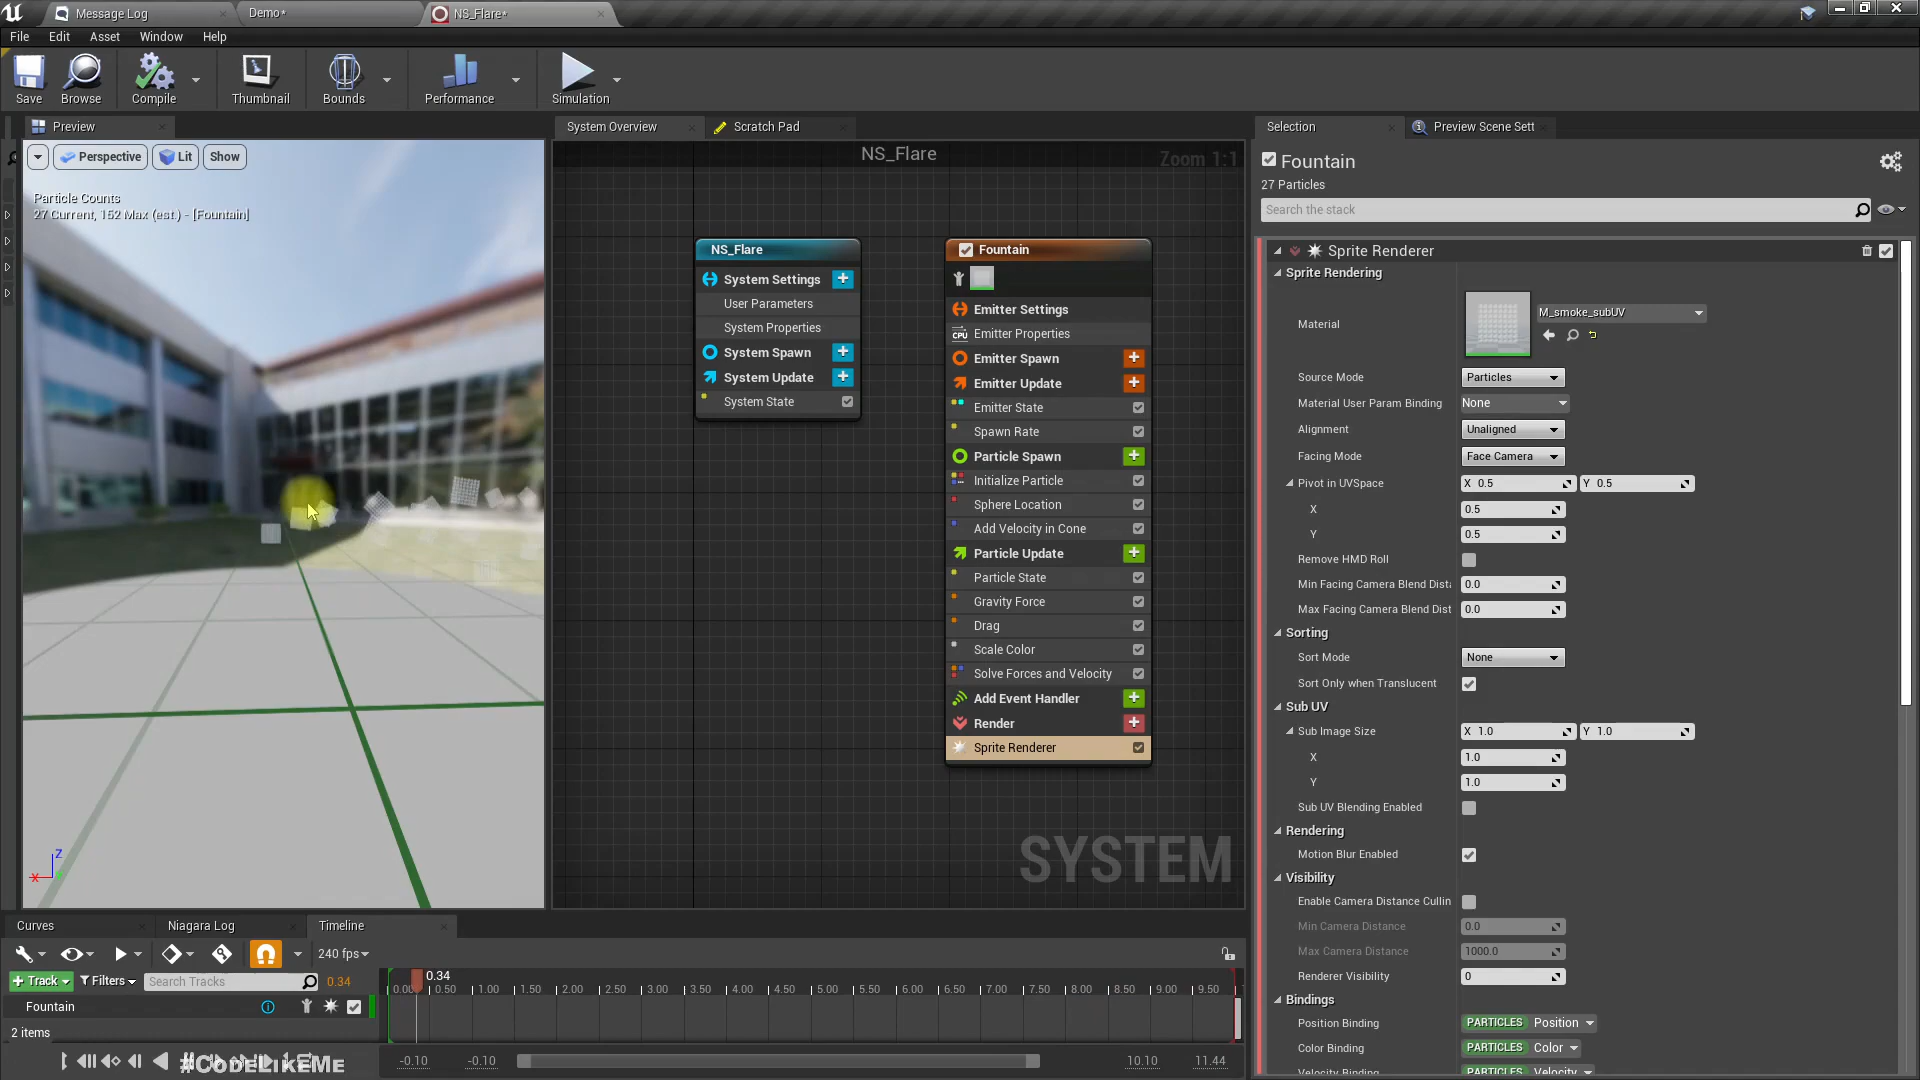 Message Log
Demo*
NS_Flare*
File
Edit
Asset
Window
Help
Save
Browse
Compile
Thumbnail
Bounds
Performance
Simulation
Preview
System Overview
Scratch Pad
Selection
Preview Scene Sett
Perspective
Lit
Show
Particle Counts
27 Current, 152 Max (est.) - [Fountain]
NS_Flare
Zoom 1:1
NS_Flare
System Settings
User Parameters
System Properties
System Spawn
System Update
System State
Fountain
Emitter Settings
CPU Emitter Properties
Emitter Spawn
Emitter Update
Emitter State
Spawn Rate
Particle Spawn
Initialize Particle
Sphere Location
Add Velocity in Cone
Particle Update
Particle State
Gravity Force
Drag
Scale Color
Solve Forces and Velocity
Add Event Handler
Render
Sprite Renderer
SYSTEM
Fountain
27 Particles
Search the stack
Sprite Renderer
Sprite Rendering
Material
M_smoke_subUV
Source Mode Particles
Material User Param Binding None
Alignment Unaligned
Facing Mode Face Camera
Pivot in UVSpace X 0.5 Y 0.5
X 0.5
Y 0.5
Remove HMD Roll
Min Facing Camera Blend Dista 0.0
Max Facing Camera Blend Dist 0.0
Sorting
Sort Mode None
Sort Only when Translucent
Sub UV
Sub Image Size X 1.0 Y 1.0
X 1.0
Y 1.0
Sub UV Blending Enabled
Rendering
Motion Blur Enabled
Visibility
Enable Camera Distance Cullin
Min Camera Distance 0.0
Max Camera Distance 1000.0
Renderer Visibility 0
Bindings
Position Binding PARTICLES Position
Color Binding PARTICLES Color
Velocity Binding PARTICLES Velocity
Z
X
Curves
Niagara Log
Timeline
240 fps
Track
Filters
Search Tracks
0.34
0.34
0.00 0.50 1.00 1.50 2.00 2.50 3.00 3.50 4.00 4.50 5.00 5.50 6.00 6.50 7.00 7.50 8.00 8.50 9.00 9.50
Fountain
2 items
#CodeLikeMe
-0.10 -0.10 10.10 11.44